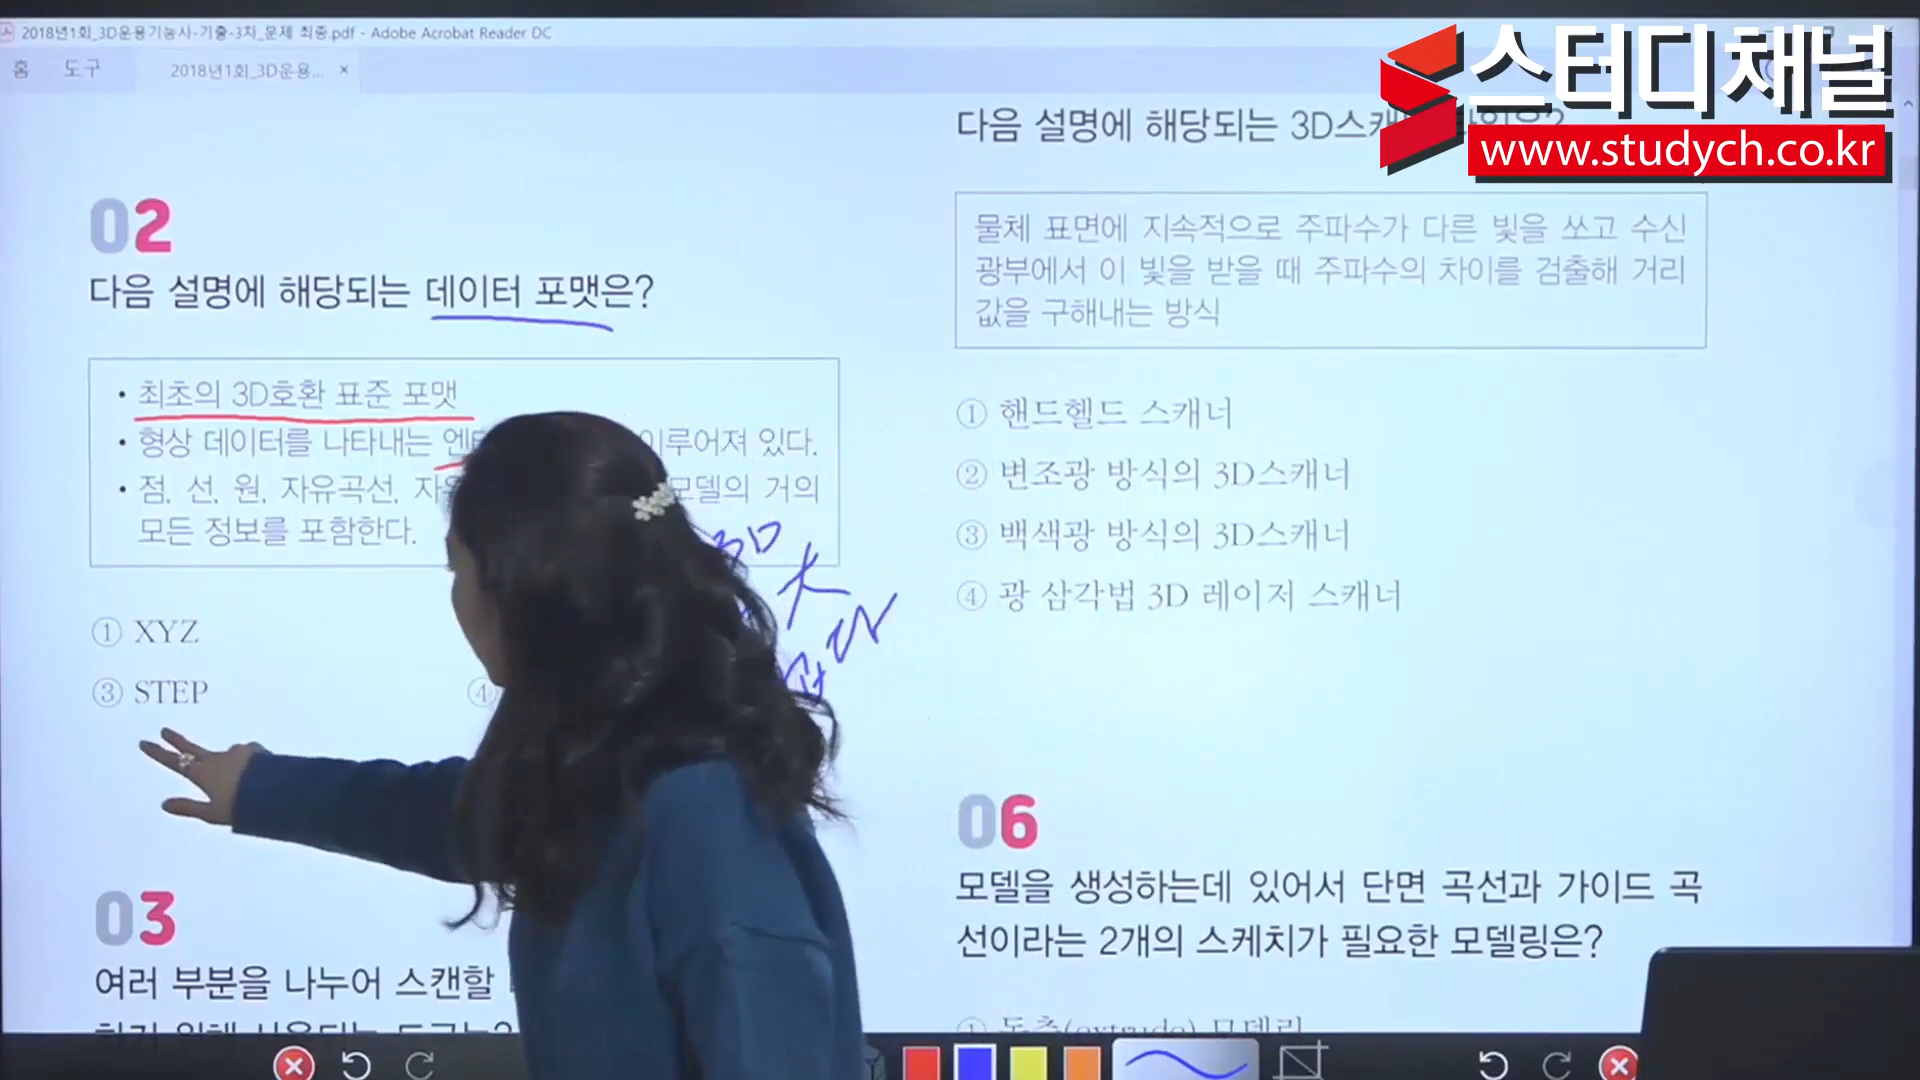 2018년1회_3D운용기능사-기출-3차_문제 최종.pdf - Adobe Acrobat Reader DC
홈 도구 2018년1회_3D운용... ×
스터디채널
www.studych.co.kr
02
다음 설명에 해당되는 데이터 포맷은?
• 최초의 3D호환 표준 포맷
• 형상 데이터를 나타내는 이루어져 있다.
• 점, 선, 원, 자유곡선, 모델의 거의
모든 정보를 포함한다.
① XYZ
③ STEP ④
03
여러 부분을 나누어 스캔할
다음 설명에 해당되는
물체 표면에 지속적으로 주파수가 다른 빛을 쏘고 수신
광부에서 이 빛을 받을 때 주파수의 차이를 검출해 거리
값을 구해내는 방식
① 핸드헬드 스캐너
② 변조광 방식의 3D스캐너
③ 백색광 방식의 3D스캐너
④ 광 삼각법 3D 레이저 스캐너
06
모델을 생성하는데 있어서 단면 곡선과 가이드 곡
선이라는 2개의 스케치가 필요한 모델링은?